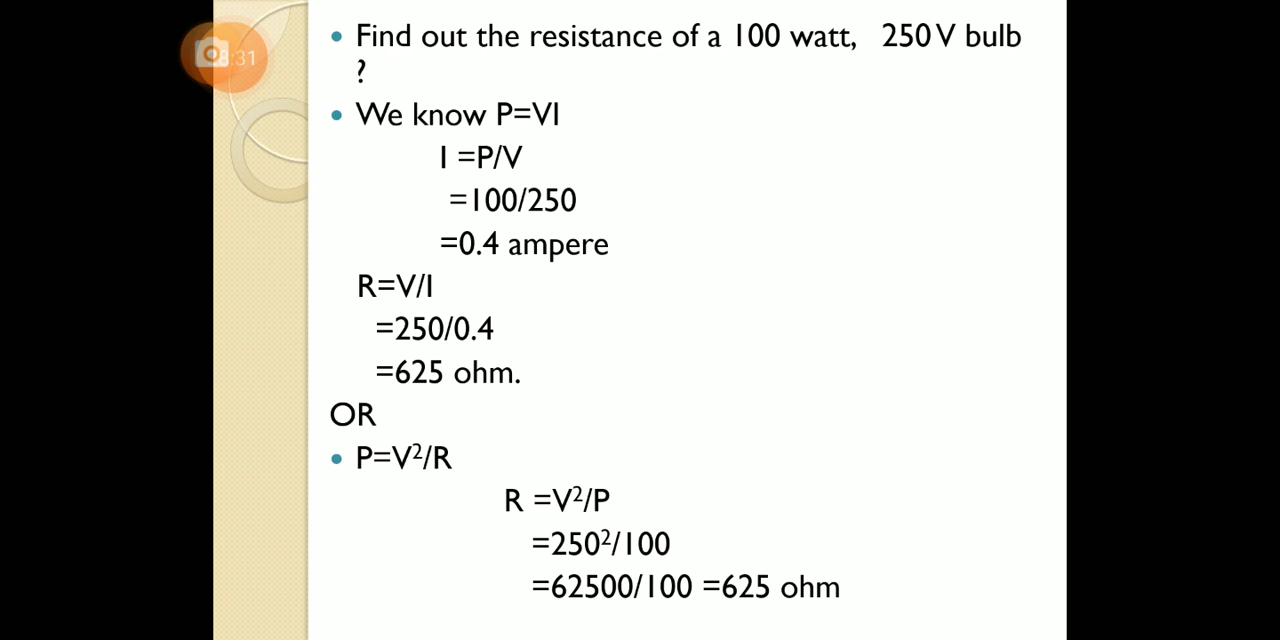 Find out the resistance of a 100 watt, 250 V bulb
?
We know P=VI
I =P/V
=100/250
=0.4 ampere
R=V/I
=250/0.4
=625 ohm.
OR
P=V²/R
R =V²/P
=250²/100
=62500/100 =625 ohm